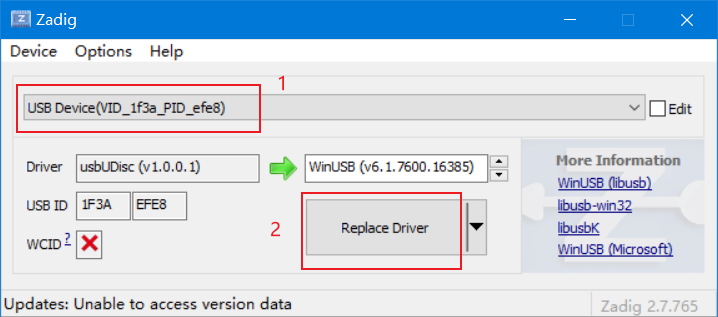 Zadig
Device Options Help
1
USB Device(VID_1f3a_PID_efe8)
Edit
Driver usbUDisc (v1.0.0.1) WinUSB (v6.1.7600.16385)
USB ID 1F3A EFE8
WCID ?
2
Replace Driver
More Information
WinUSB (libusb)
libusb-win32
libusbK
WinUSB (Microsoft)
Updates: Unable to access version data
Zadig 2.7.765